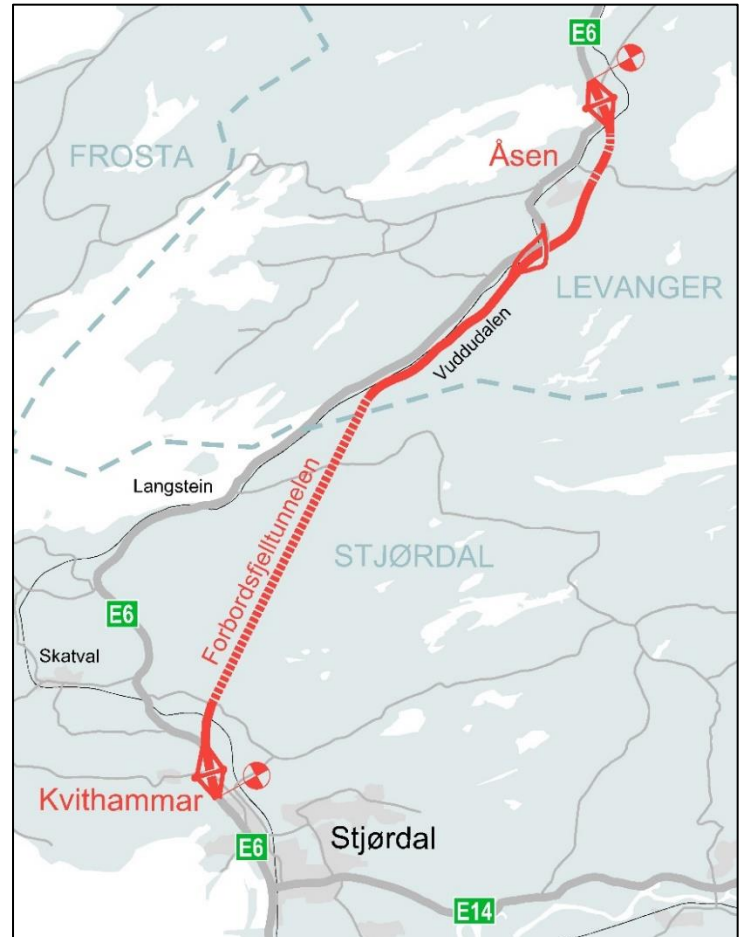 E6
FROSTA
Åsen
LEVANGER
Vuddudalen
Langstein
Forbordsfjelltunnelen
STJØRDAL
E6
Skatval
Kvithammar
Stjørdal
E6
E14